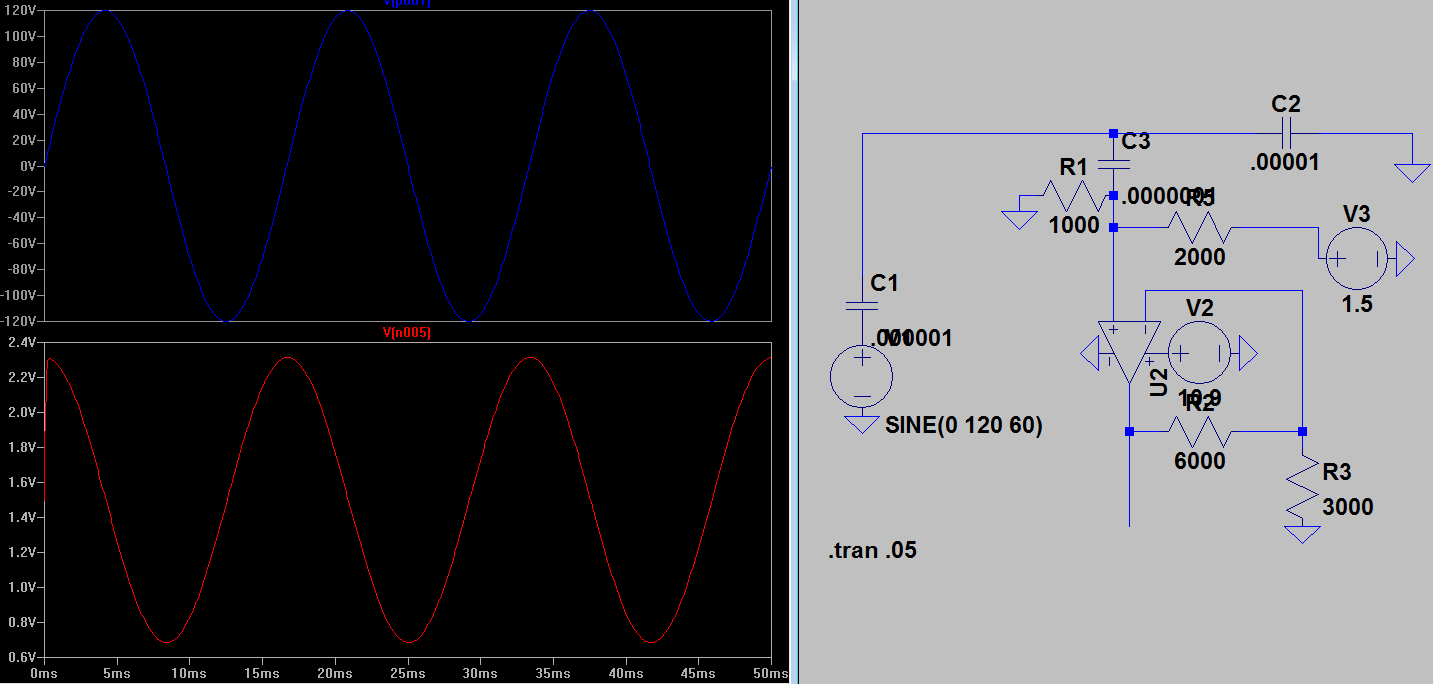 V(p001)
120V
100V
80V
60V
40V
20V
0V
-20V
-40V
-60V
-80V
-100V
-120V
V(n005)
2.4V
2.2V
2.0V
1.8V
1.6V
1.4V
1.2V
1.0V
0.8V
0.6V
0ms 5ms 10ms 15ms 20ms 25ms 30ms 35ms 40ms 45ms 50ms
C2
.00001
C3
R1
1000
R5
2000
V3
1.5
C1
V1
SINE(0 120 60)
V2
U2
R2
6000
R3
3000
.tran .05